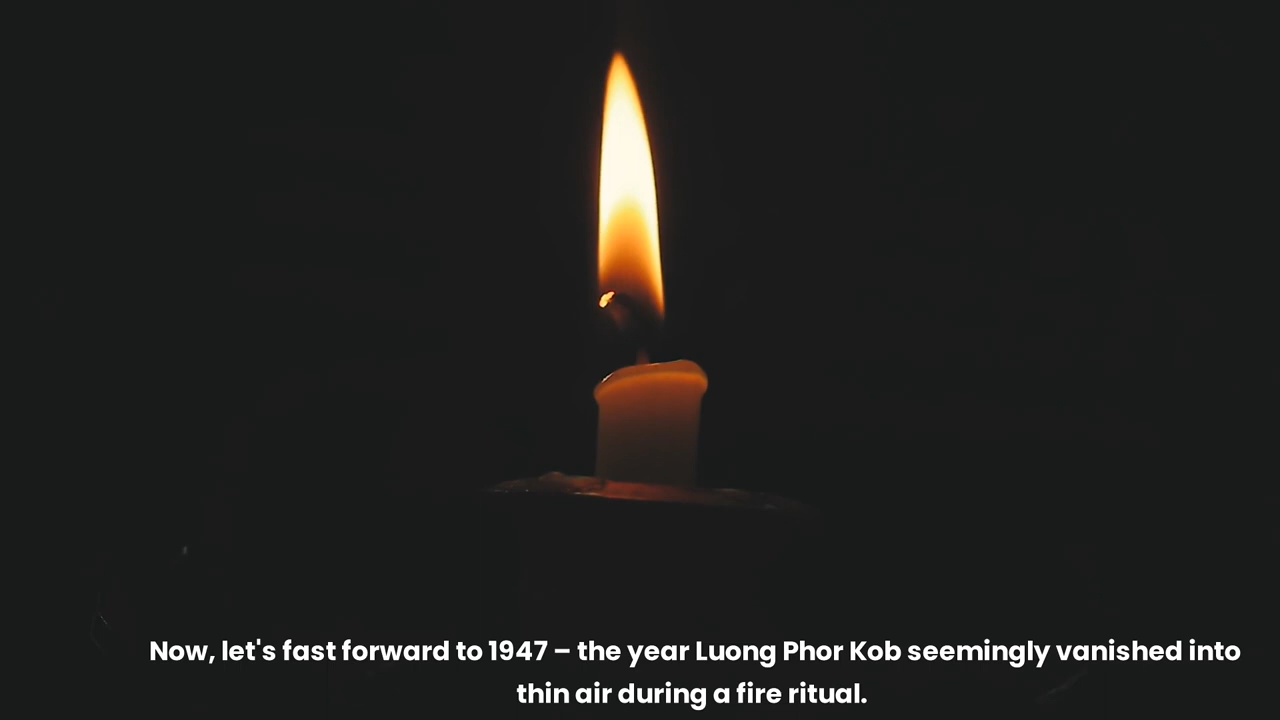 Now, let's fast forward to 1947 – the year Luong Phor Kob seemingly vanished into
thin air during a fire ritual.